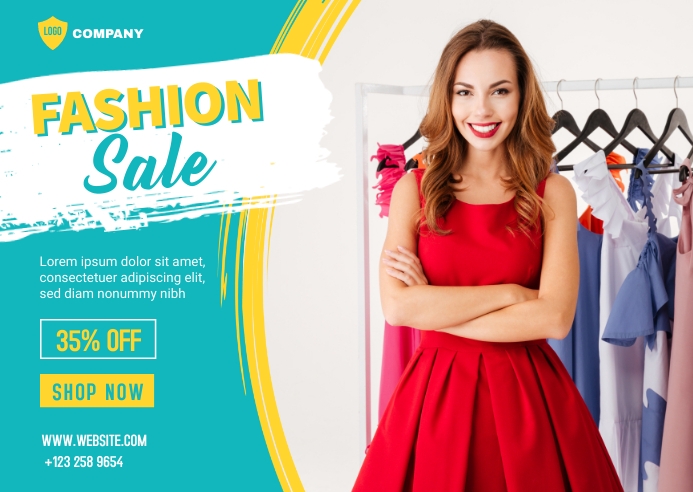 LOGO
COMPANY
FASHION
Sale
Lorem ipsum dolor sit amet,
consectetuer adipiscing elit,
sed diam nonummy nibh
35% OFF
SHOP NOW
WWW.WEBSITE.COM
+123 258 9654